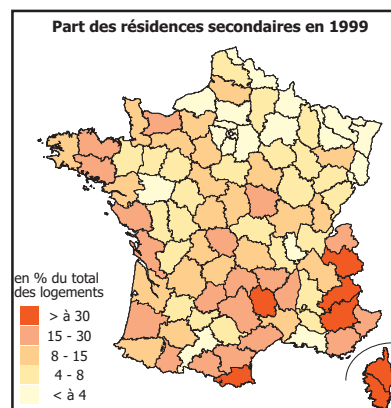 Part des résidences secondaires en 1999
en % du total
des logements
> à 30
15 - 30
8 - 15
4 - 8
< à 4